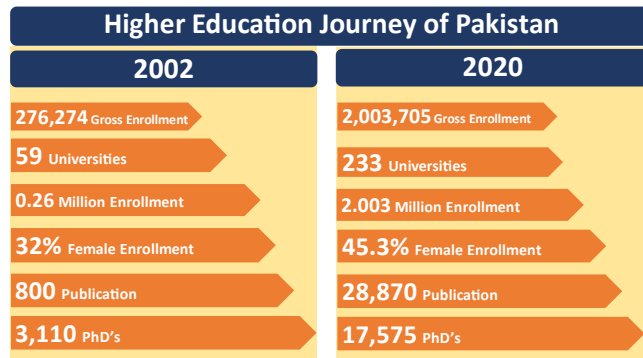 Higher Education Journey of Pakistan
2002
276,274 Gross Enrollment
59 Universities
0.26 Million Enrollment
32% Female Enrollment
800 Publication
3,110 PhD's
2020
2,003,705 Gross Enrollment
233 Universities
2.003 Million Enrollment
45.3% Female Enrollment
28,870 Publication
17,575 PhD's